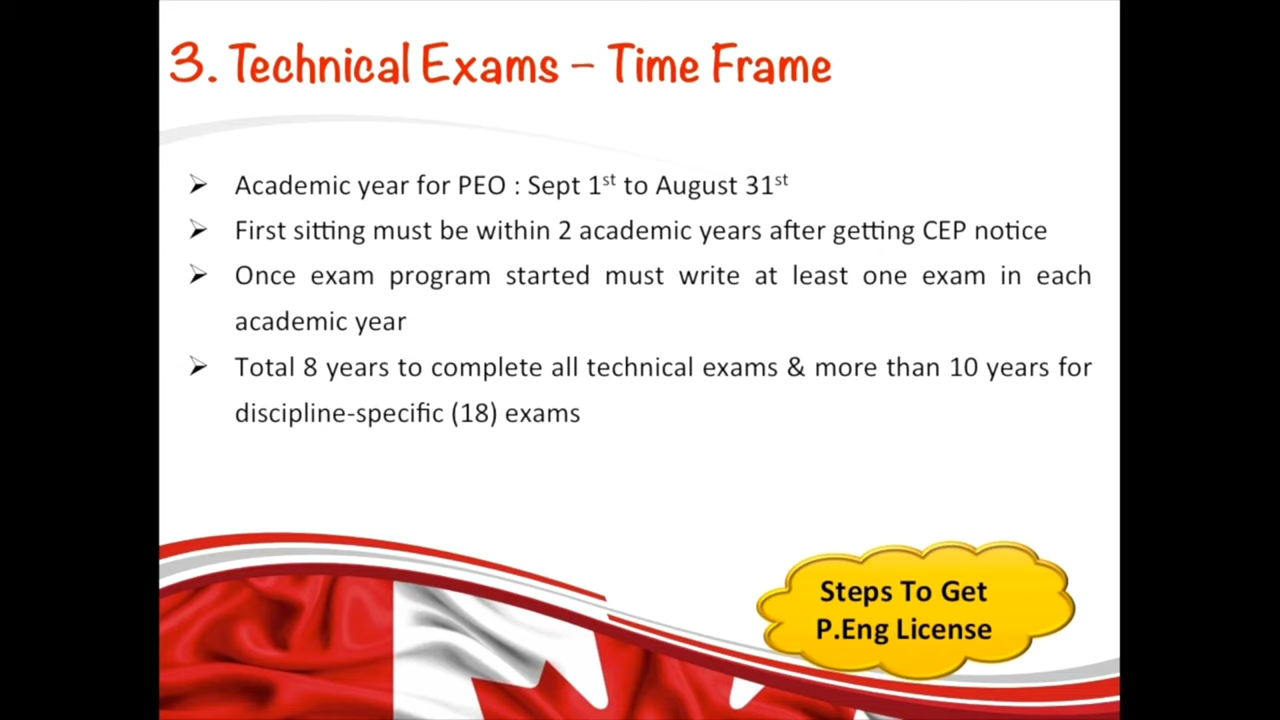 3. Technical Exams – Time Frame
➢ Academic year for PEO : Sept 1st to August 31st
➢ First sitting must be within 2 academic years after getting CEP notice
➢ Once exam program started must write at least one exam in each
academic year
➢ Total 8 years to complete all technical exams & more than 10 years for
discipline-specific (18) exams
Steps To Get
P.Eng License